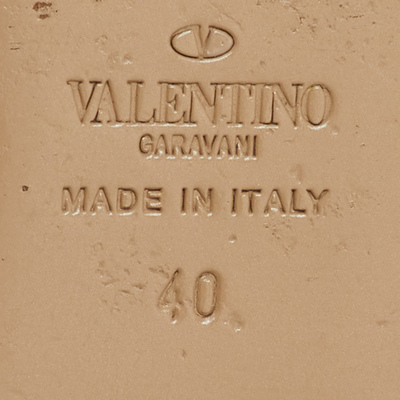 V
VALENTINO
GARAVANI
MADE IN ITALY
40